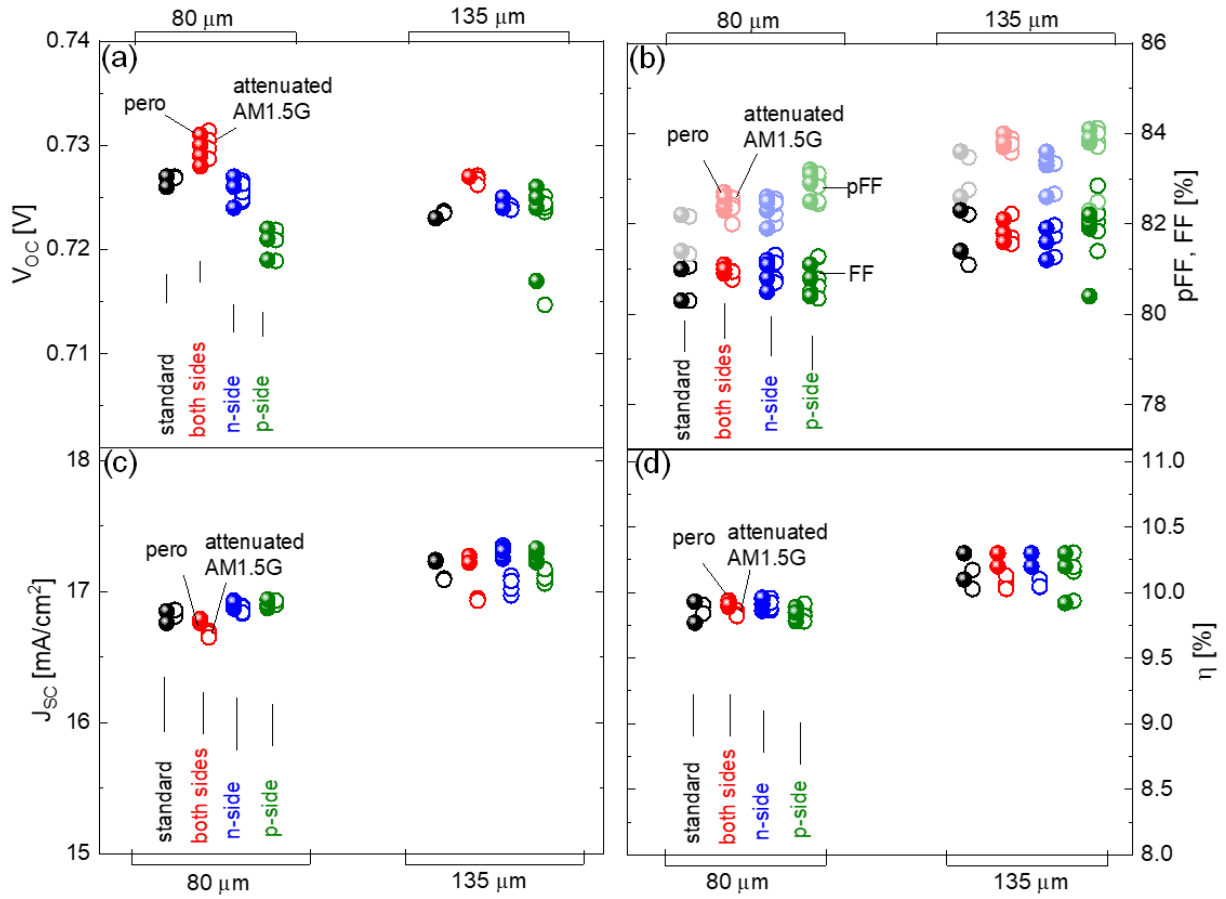 80 μm
135 μm
80 μm
135 μm
(a)
0.74
0.73
0.72
0.71
V_OC [V]
pero
attenuated
AM1.5G
standard
both sides
n-side
p-side
(b)
86
84
82
80
78
pFF, FF [%]
pero
attenuated
AM1.5G
pFF
FF
standard
both sides
n-side
p-side
(c)
18
17
16
15
J_SC [mA/cm²]
pero
attenuated
AM1.5G
standard
both sides
n-side
p-side
(d)
11.0
10.5
10.0
9.5
9.0
8.5
8.0
η [%]
pero
attenuated
AM1.5G
standard
both sides
n-side
p-side
80 μm
135 μm
80 μm
135 μm